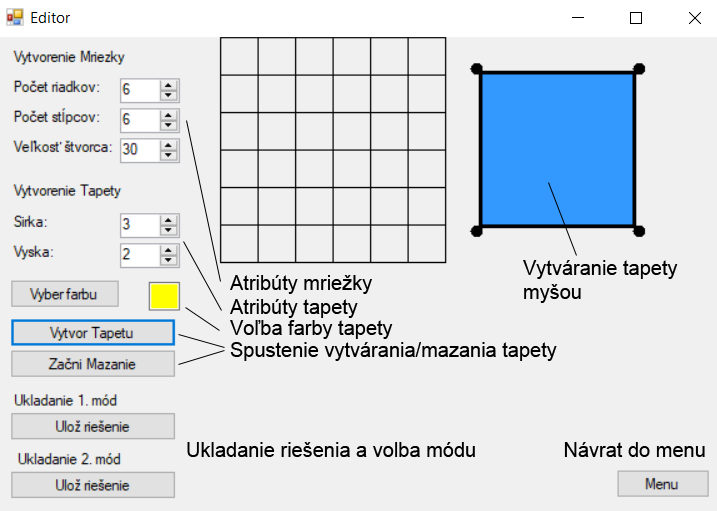 Editor
Vytvorenie Mriezky
Počet riadkov: 6
Počet stĺpcov: 6
Veľkosť štvorca: 30
Vytvorenie Tapety
Sirka: 3
Vyska: 2
Vyber farbu
Vytvor Tapetu
Začni Mazanie
Ukladanie 1. mód
Ulož riešenie
Ukladanie 2. mód
Ulož riešenie
Atribúty mriežky
Atribúty tapety
Voľba farby tapety
Spustenie vytvárania/mazania tapety
Vytváranie tapety
myšou
Ukladanie riešenia a volba módu
Návrat do menu
Menu